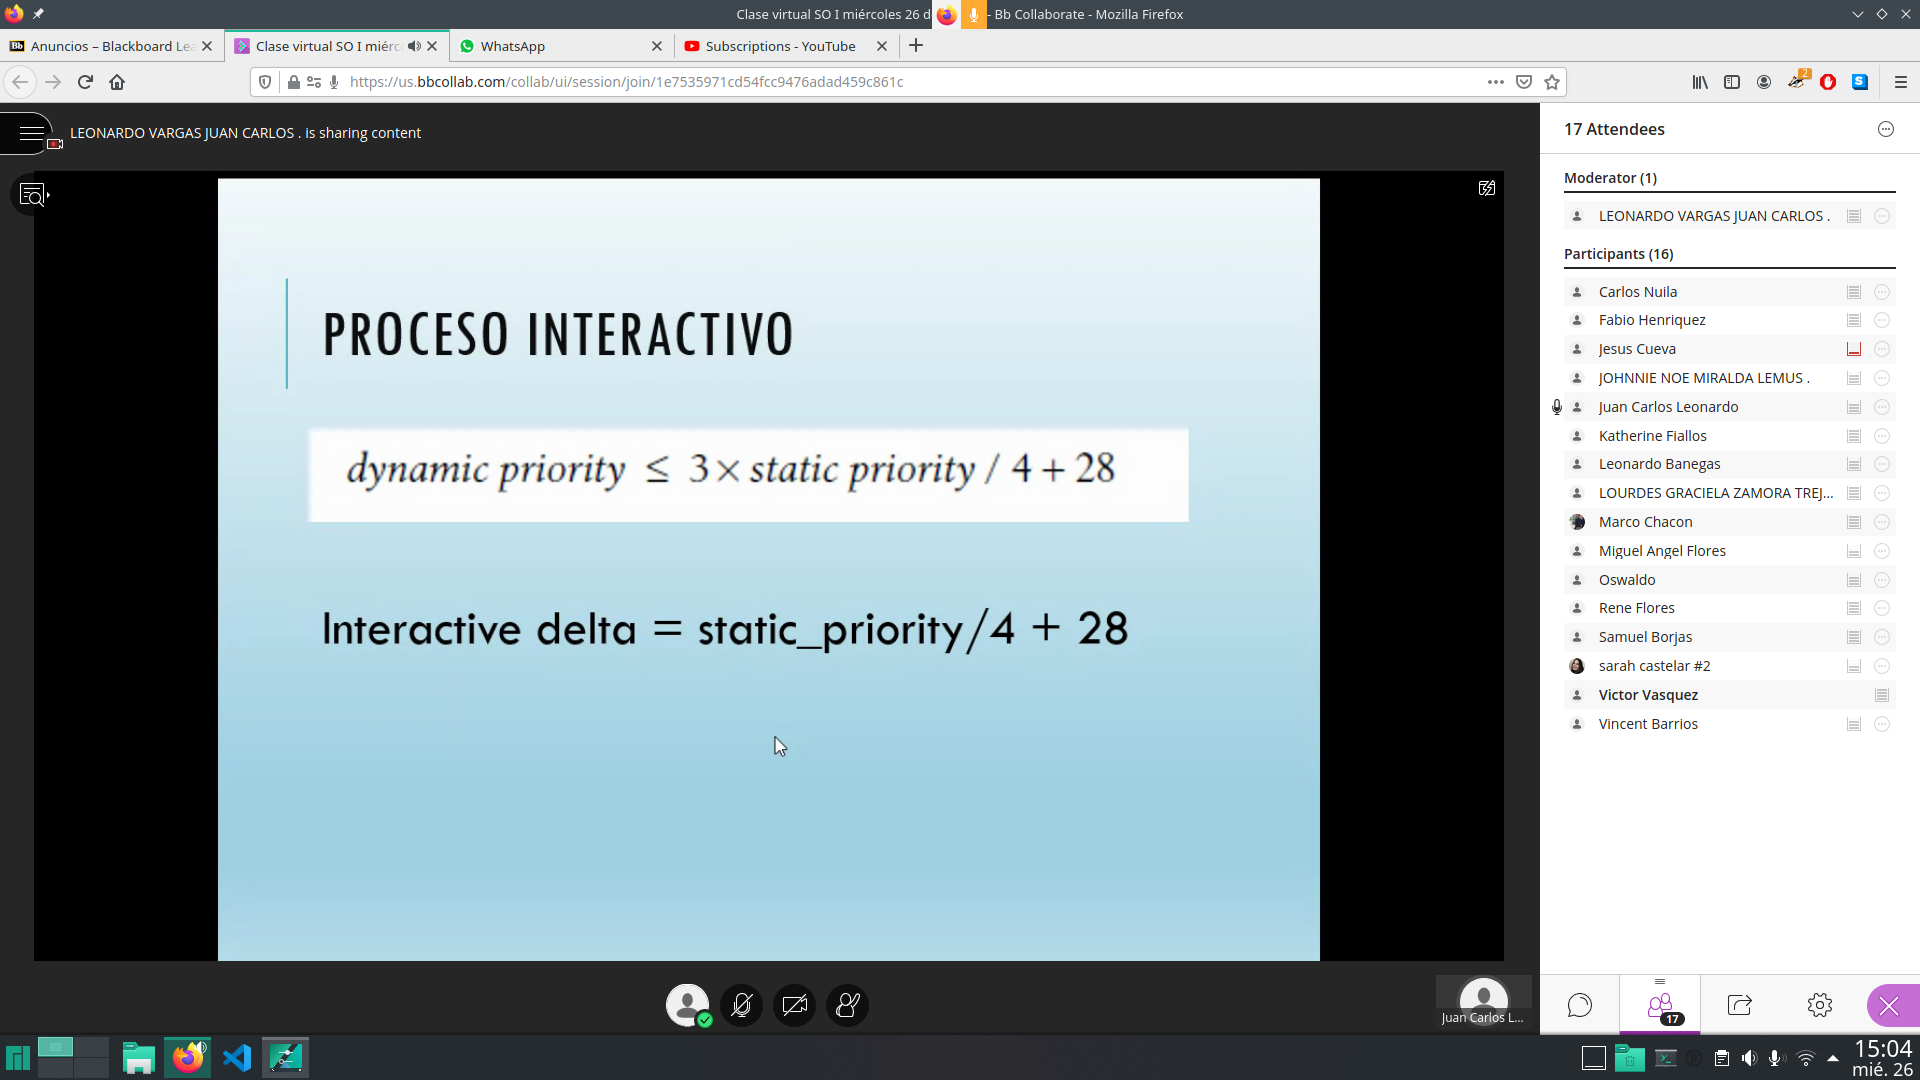 Clase virtual SO I miércoles 26 d - Bb Collaborate - Mozilla Firefox
Bb Anuncios – Blackboard Le
Clase virtual SO I miérc
WhatsApp
Subscriptions - YouTube
https://us.bbcollab.com/collab/ui/session/join/1e7535971cd54fcc9476adad459c861c
2
S
LEONARDO VARGAS JUAN CARLOS . is sharing content
PROCESO INTERACTIVO
dynamic priority ≤ 3 × static priority / 4 + 28
Interactive delta = static_priority/4 + 28
Juan Carlos L...
17 Attendees
Moderator (1)
LEONARDO VARGAS JUAN CARLOS .
Participants (16)
Carlos Nuila
Fabio Henriquez
Jesus Cueva
JOHNNIE NOE MIRALDA LEMUS .
Juan Carlos Leonardo
Katherine Fiallos
Leonardo Banegas
LOURDES GRACIELA ZAMORA TREJ...
Marco Chacon
Miguel Angel Flores
Oswaldo
Rene Flores
Samuel Borjas
sarah castelar #2
Victor Vasquez
Vincent Barrios
17
15:04
mié. 26